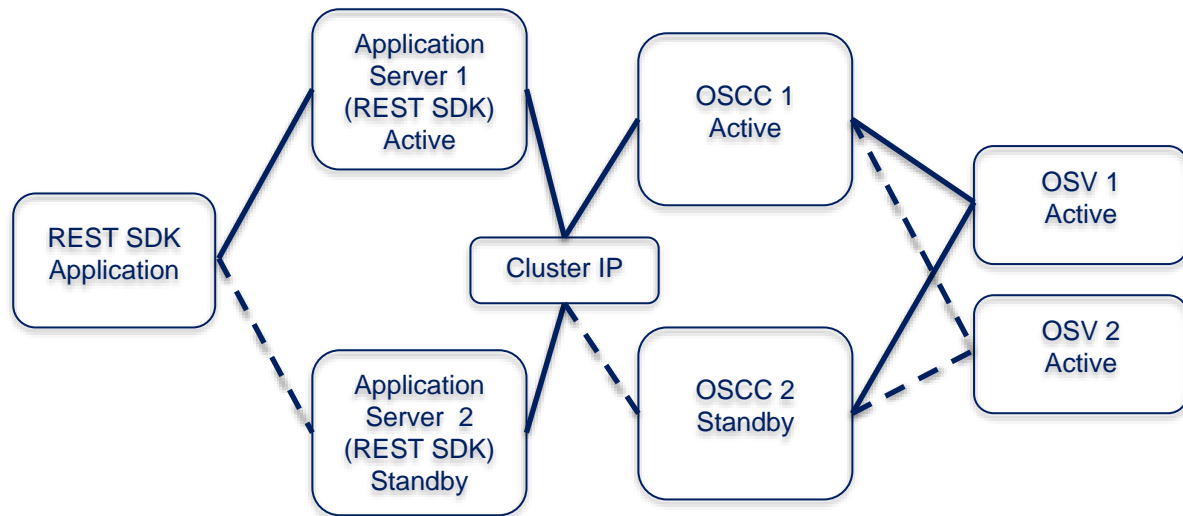 REST SDK
Application
Application
Server 1
(REST SDK)
Active
Application
Server 2
(REST SDK)
Standby
Cluster IP
OSCC 1
Active
OSCC 2
Standby
OSV 1
Active
OSV 2
Active